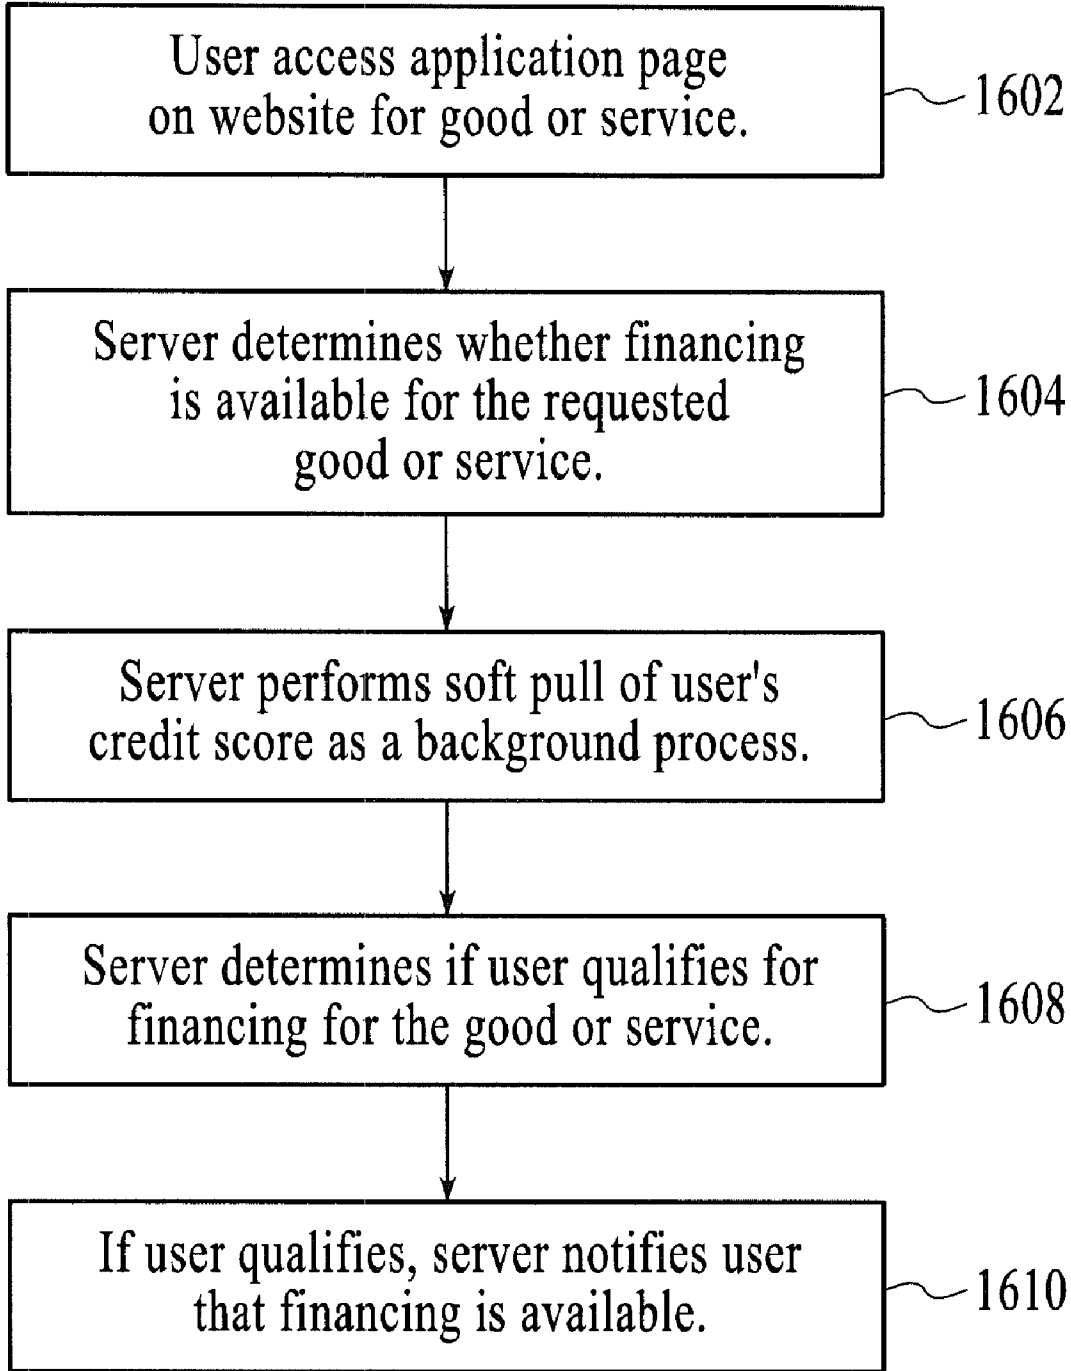 User access application page
on website for good or service.
1602
Server determines whether financing
is available for the requested
good or service.
1604
Server performs soft pull of user's
credit score as a background process.
1606
Server determines if user qualifies for
financing for the good or service.
1608
If user qualifies, server notifies user
that financing is available.
1610